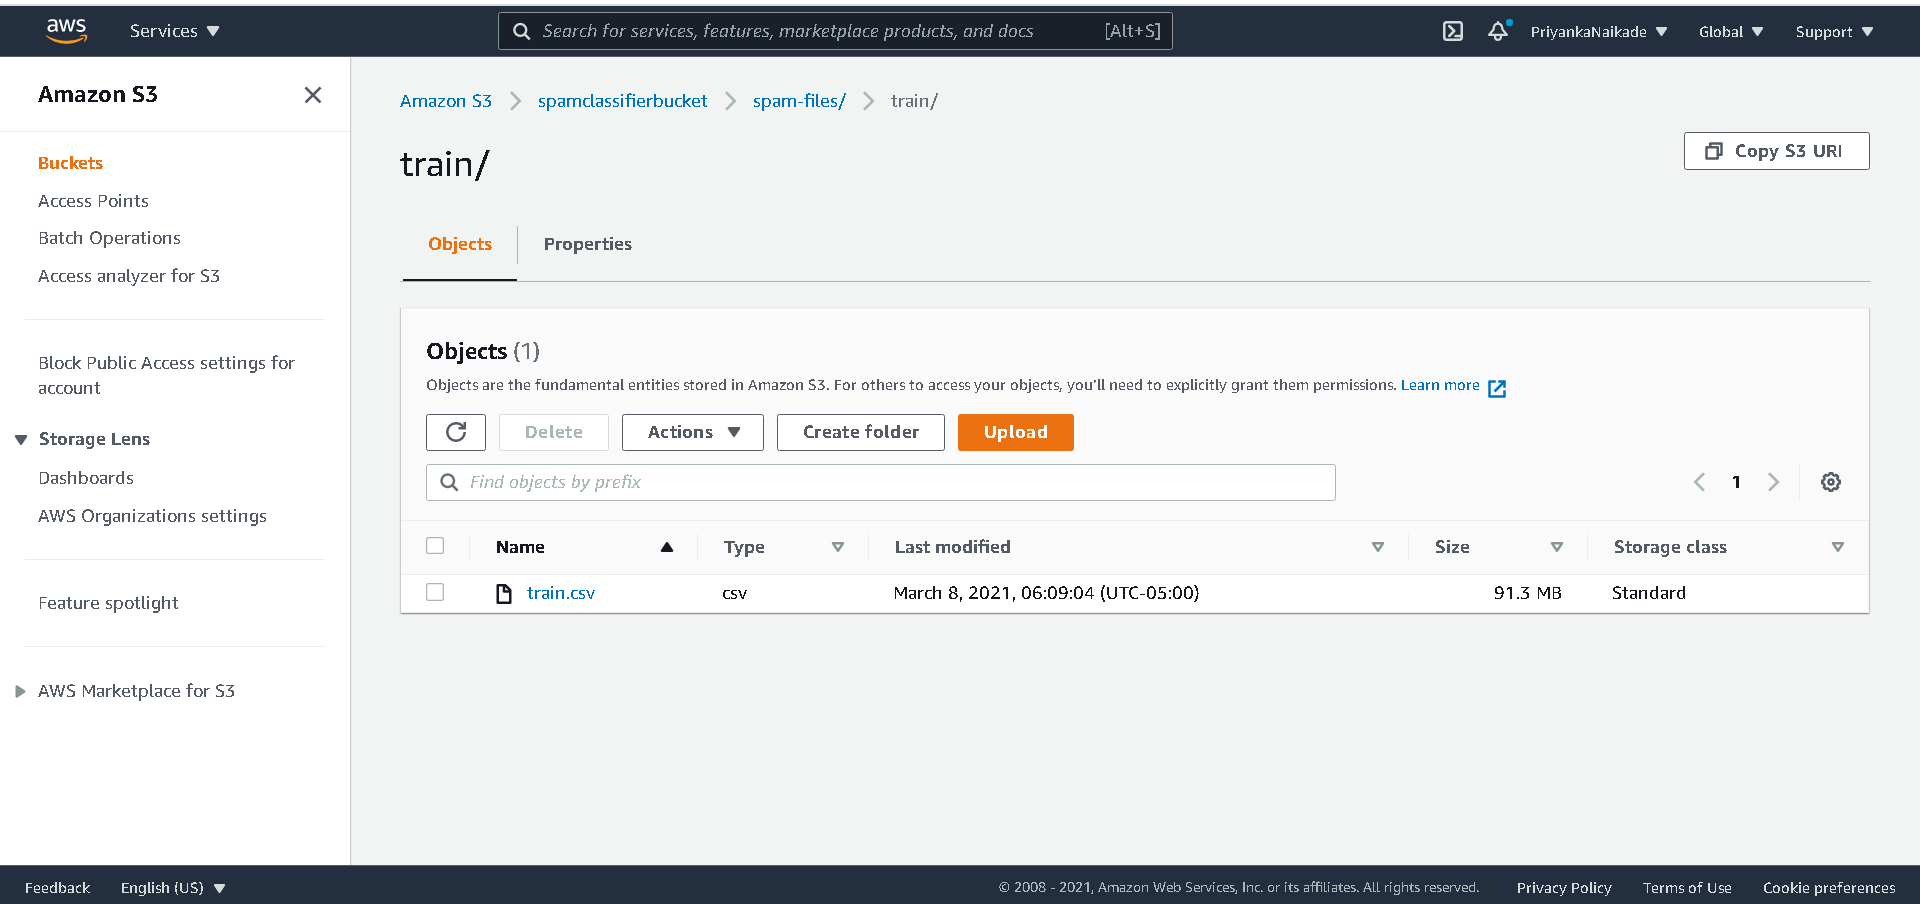 aws Services Search for services, features, marketplace products, and docs [Alt+S] PriyankaNaikade Global Support
Amazon S3
Buckets
Access Points
Batch Operations
Access analyzer for S3
Block Public Access settings for
account
Storage Lens
Dashboards
AWS Organizations settings
Feature spotlight
AWS Marketplace for S3
Amazon S3 spamclassifierbucket spam-files/ train/
train/
Copy S3 URI
Objects Properties
Objects (1)
Objects are the fundamental entities stored in Amazon S3. For others to access your objects, you'll need to explicitly grant them permissions. Learn more
Delete Actions Create folder Upload
Find objects by prefix 1
Name Type Last modified Size Storage class
train.csv csv March 8, 2021, 06:09:04 (UTC-05:00) 91.3 MB Standard
Feedback English (US) © 2008 - 2021, Amazon Web Services, Inc. or its affiliates. All rights reserved. Privacy Policy Terms of Use Cookie preferences